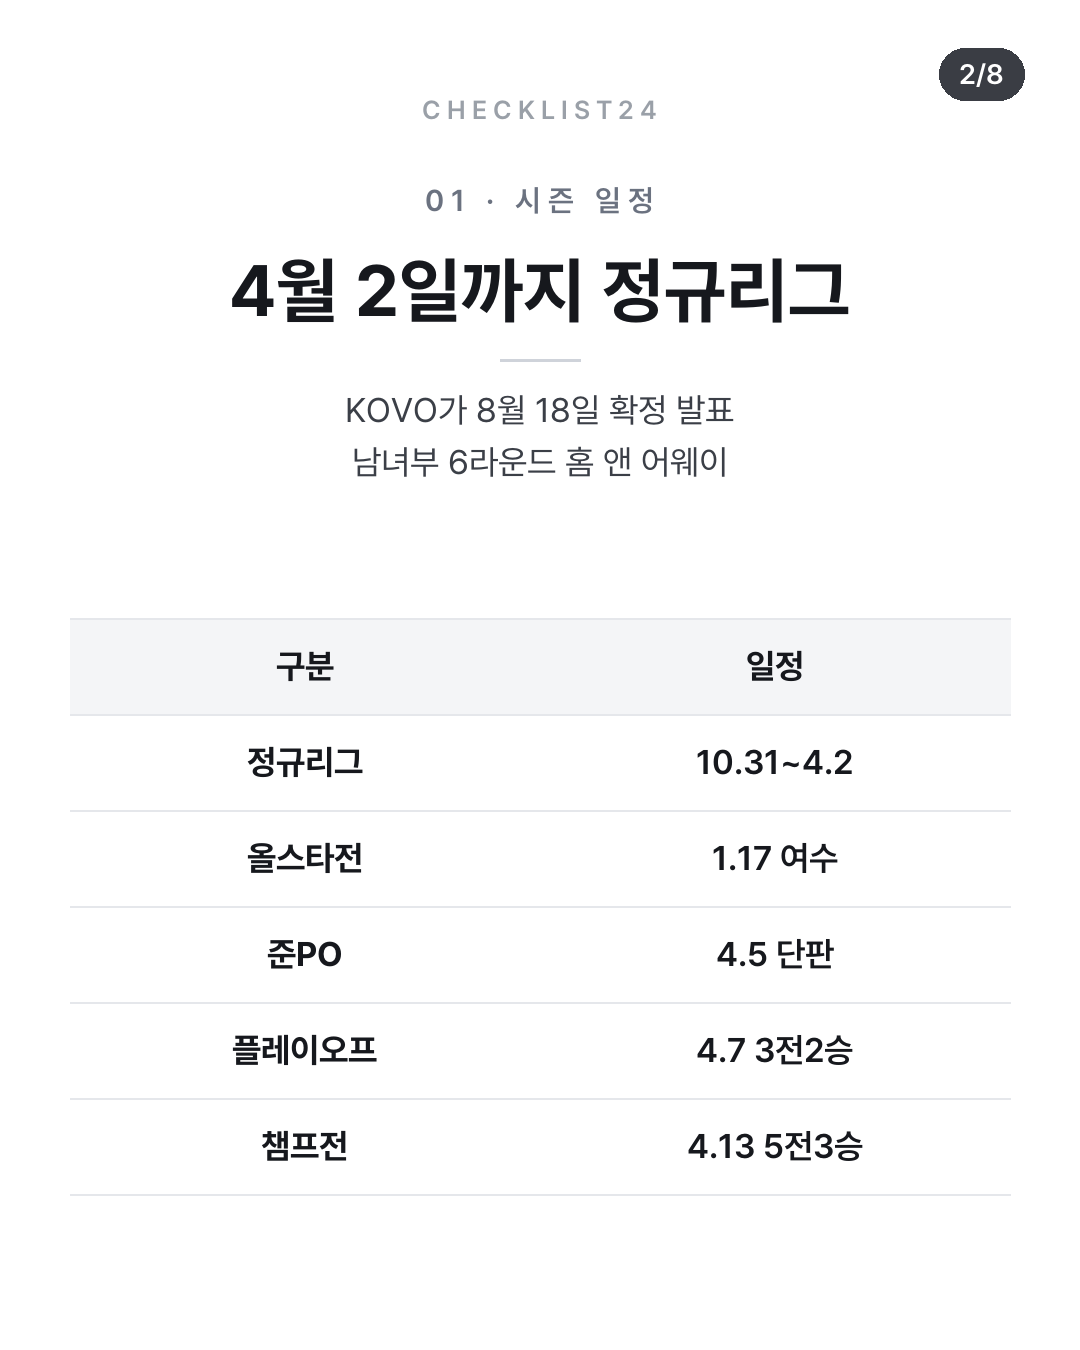 2/8
CHECKLIST24
01 · 시즌 일정
4월 2일까지 정규리그
KOVO가 8월 18일 확정 발표
남녀부 6라운드 홈 앤 어웨이
구분 일정
정규리그 10.31~4.2
올스타전 1.17 여수
준PO 4.5 단판
플레이오프 4.7 3전2승
챔프전 4.13 5전3승